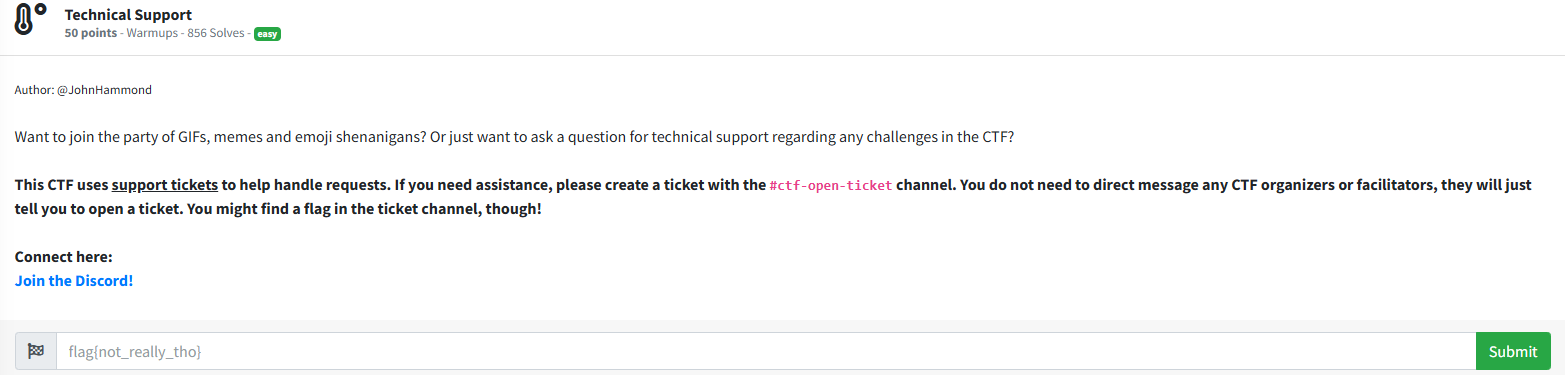 Technical Support
50 points - Warmups - 856 Solves - easy
Author: @JohnHammond
Want to join the party of GIFs, memes and emoji shenanigans? Or just want to ask a question for technical support regarding any challenges in the CTF?
This CTF uses support tickets to help handle requests. If you need assistance, please create a ticket with the #ctf-open-ticket channel. You do not need to direct message any CTF organizers or facilitators, they will just
tell you to open a ticket. You might find a flag in the ticket channel, though!
Connect here:
Join the Discord!
flag{not_really_tho}
Submit